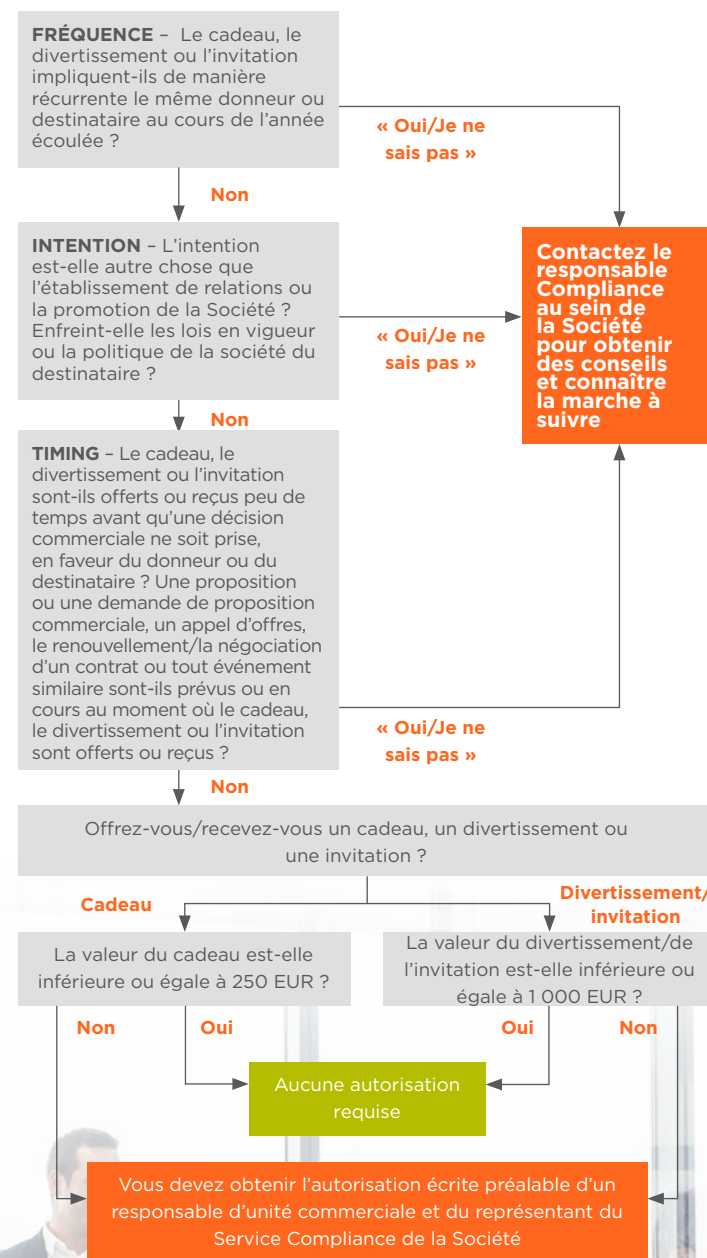 FRÉQUENCE – Le cadeau, le
divertissement ou l’invitation
impliquent-ils de manière
récurrente le même donneur ou
destinataire au cours de l’année
écoulée ?
« Oui/Je ne
sais pas »
Non
INTENTION – L’intention
est-elle autre chose que
l’établissement de relations ou
la promotion de la Société ?
Enfreint-elle les lois en vigueur
ou la politique de la société du
destinataire ?
« Oui/Je ne
sais pas »
Contactez le
responsable
Compliance
au sein de
la Société
pour obtenir
des conseils
et connaître
la marche à
suivre
Non
TIMING – Le cadeau, le
divertissement ou l’invitation
sont-ils offerts ou reçus peu de
temps avant qu’une décision
commerciale ne soit prise,
en faveur du donneur ou du
destinataire ? Une proposition
ou une demande de proposition
commerciale, un appel d’offres,
le renouvellement/la négociation
d’un contrat ou tout événement
similaire sont-ils prévus ou en
cours au moment où le cadeau,
le divertissement ou l’invitation
sont offerts ou reçus ?
« Oui/Je ne
sais pas »
Non
Offrez-vous/recevez-vous un cadeau, un divertissement ou
une invitation ?
Cadeau
Divertissement/
invitation
La valeur du cadeau est-elle
inférieure ou égale à 250 EUR ?
La valeur du divertissement/de
l’invitation est-elle inférieure ou
égale à 1 000 EUR ?
Non
Oui
Oui
Non
Aucune autorisation
requise
Vous devez obtenir l’autorisation écrite préalable d’un
responsable d’unité commerciale et du représentant du
Service Compliance de la Société